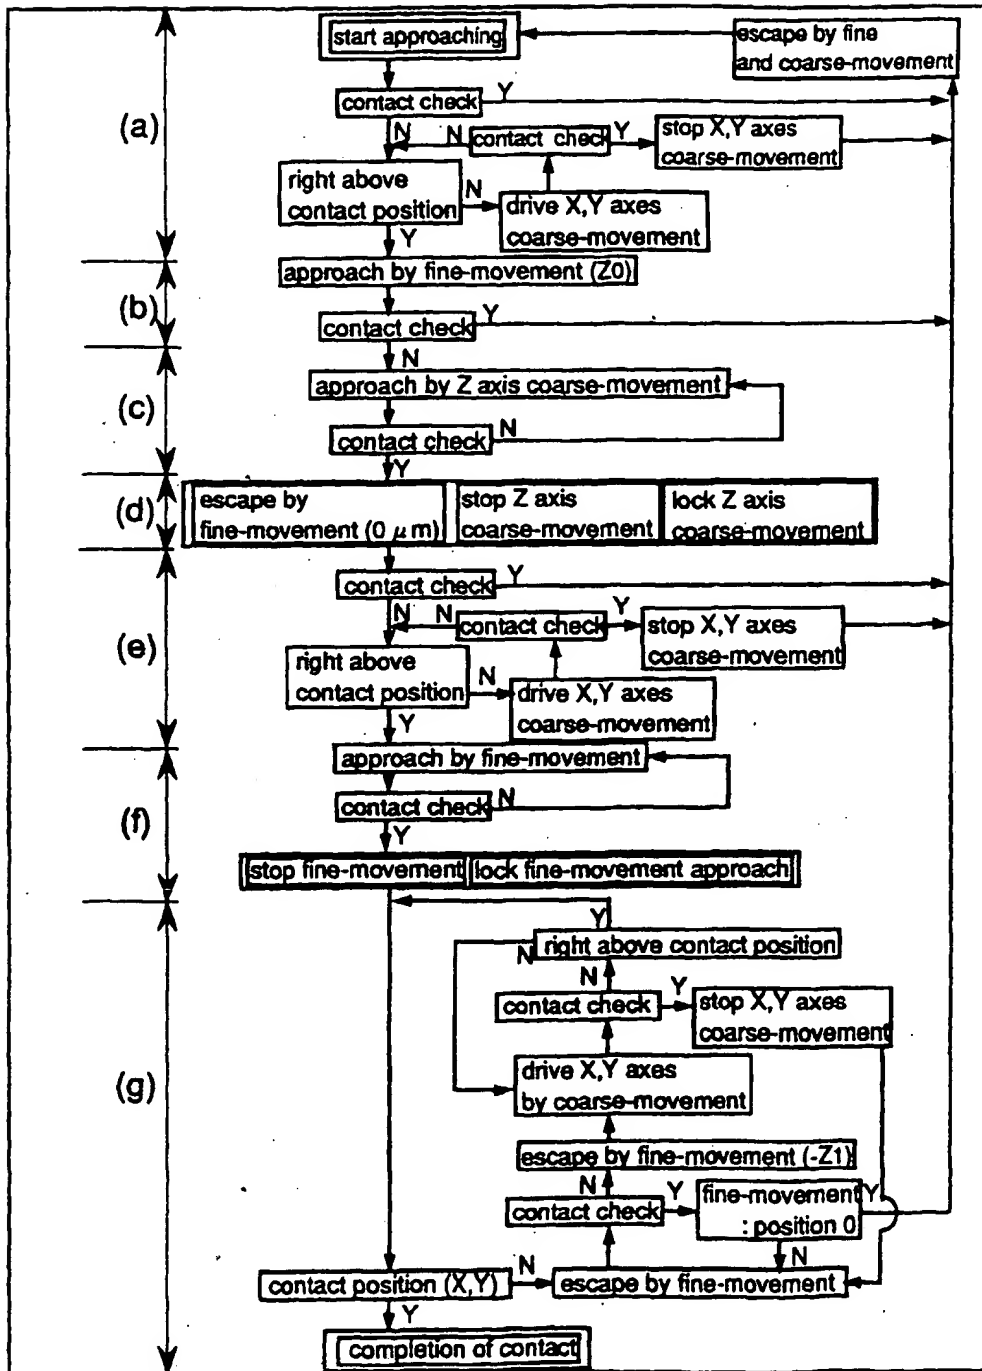 start approaching
escape by fine
and coarse-movement
contact check
Y
(a)
N
N
contact check
Y
stop X,Y axes
coarse-movement
right above
contact position
N
drive X,Y axes
coarse-movement
Y
approach by fine-movement (Z0)
(b)
contact check
Y
N
approach by Z axis coarse-movement
(c)
contact check
N
Y
(d)
escape by
fine-movement (0 μm)
stop Z axis
coarse-movement
lock Z axis
coarse-movement
contact check
Y
N
N
contact check
Y
stop X,Y axes
coarse-movement
(e)
right above
contact position
N
drive X,Y axes
coarse-movement
Y
approach by fine-movement
contact check
N
(f)
Y
stop fine-movement
lock fine-movement approach
Y
right above contact position
N
N
contact check
Y
stop X,Y axes
coarse-movement
(g)
drive X,Y axes
by coarse-movement
escape by fine-movement (-Z1)
N
contact check
Y
fine-movement
: position 0
Y
N
contact position (X,Y)
N
escape by fine-movement
Y
completion of contact